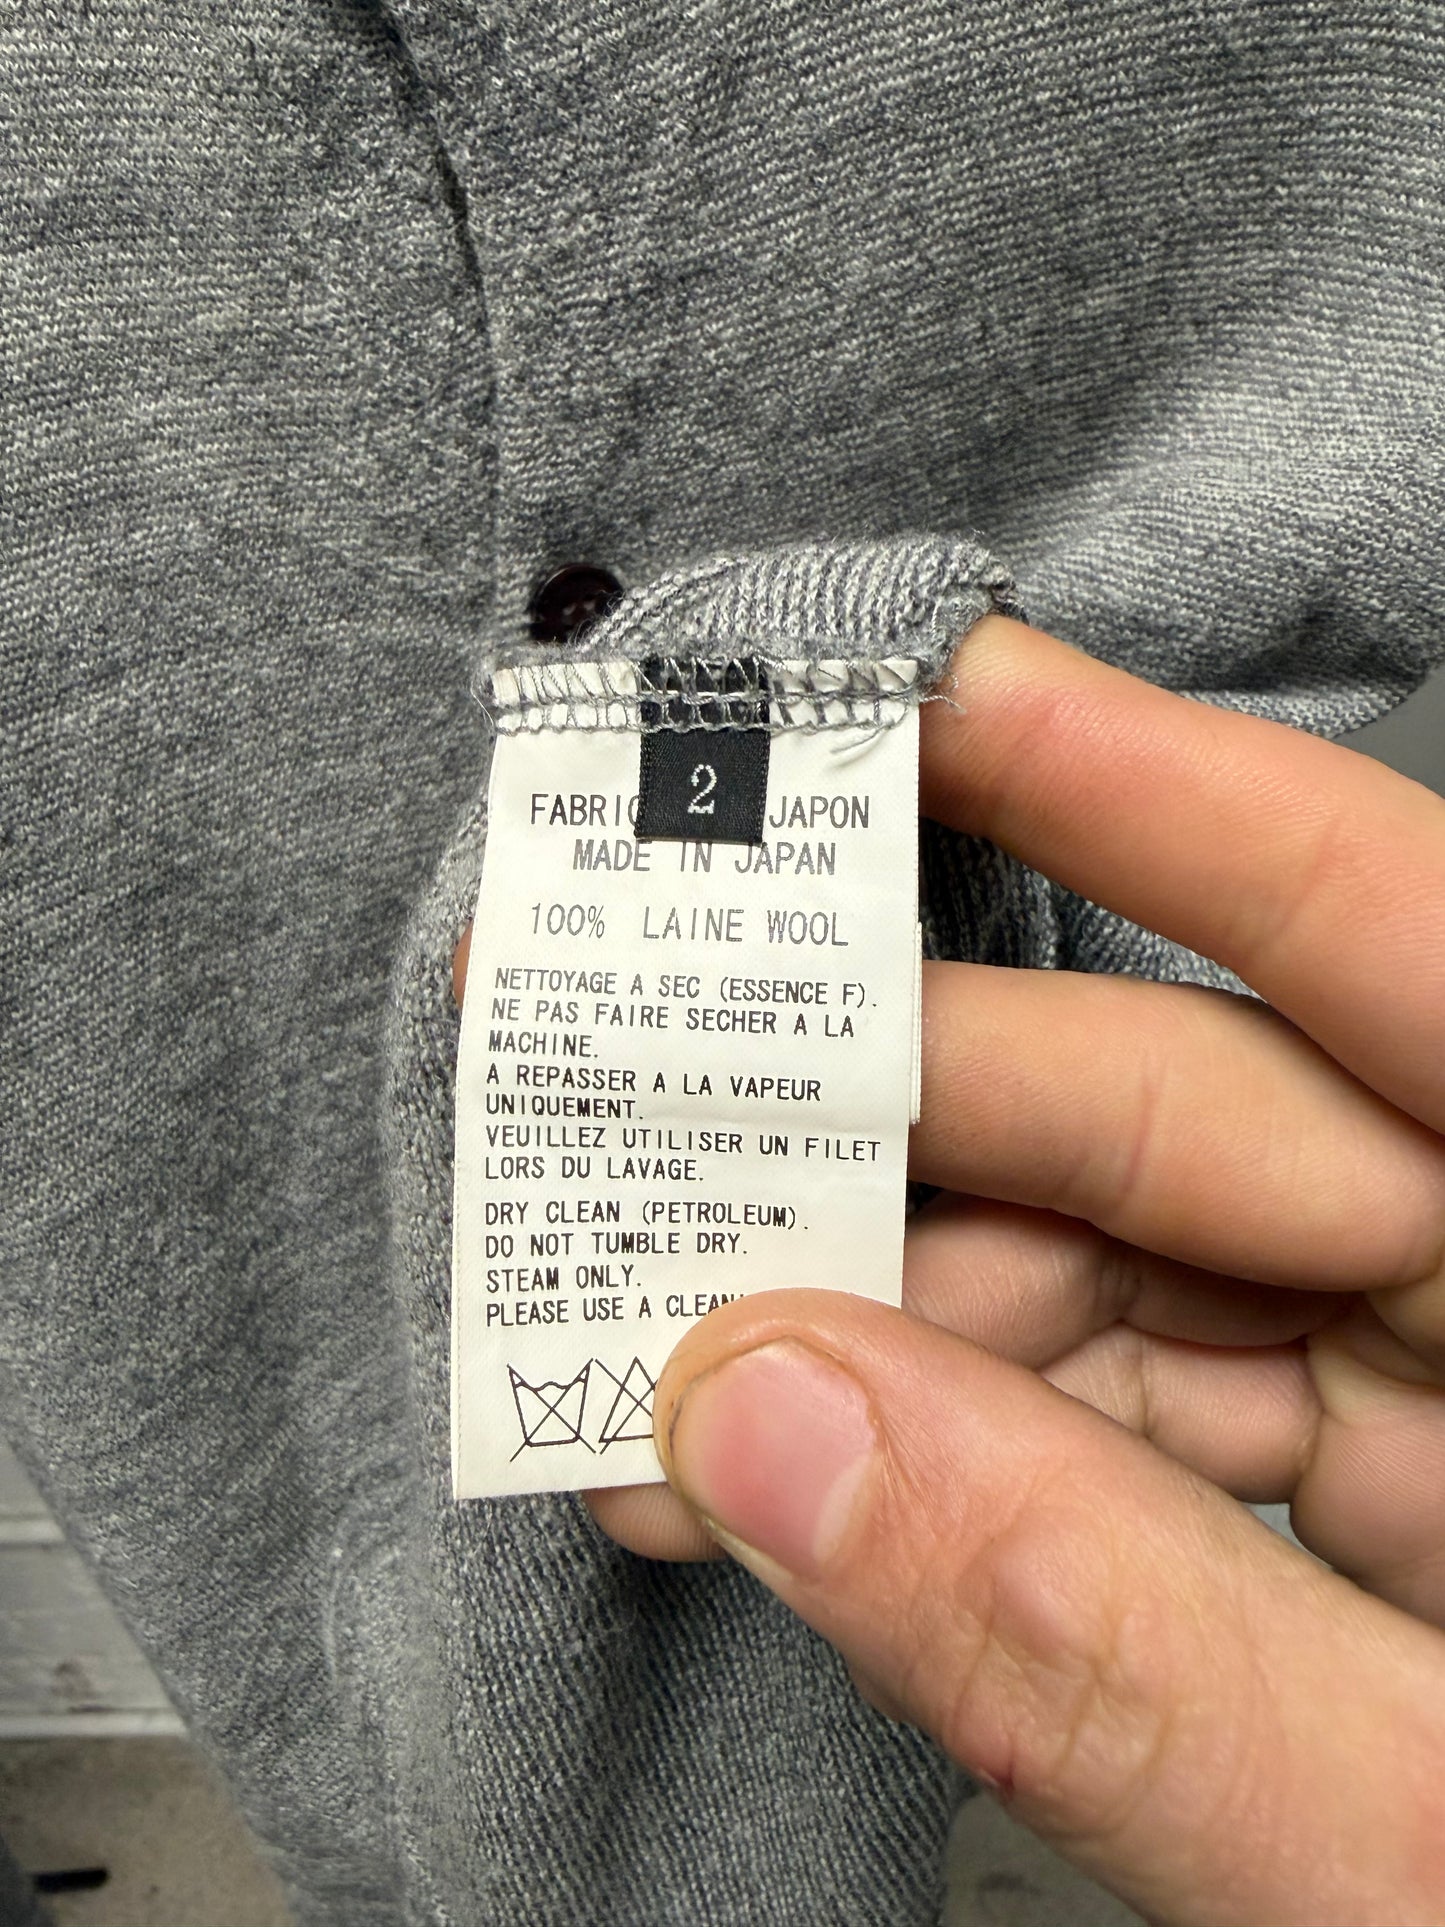 2
FABRIQ JAPON
MADE IN JAPAN
100% LAINE WOOL
NETTOYAGE A SEC (ESSENCE F).
NE PAS FAIRE SECHER A LA
MACHINE.
A REPASSER A LA VAPEUR
UNIQUEMENT.
VEUILLEZ UTILISER UN FILET
LORS DU LAVAGE.
DRY CLEAN (PETROLEUM).
DO NOT TUMBLE DRY.
STEAM ONLY.
PLEASE USE A CLEAN